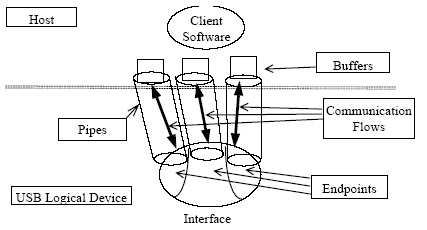 Host
Client
Software
Buffers
Communication
Flows
Pipes
Endpoints
USB Logical Device
Interface